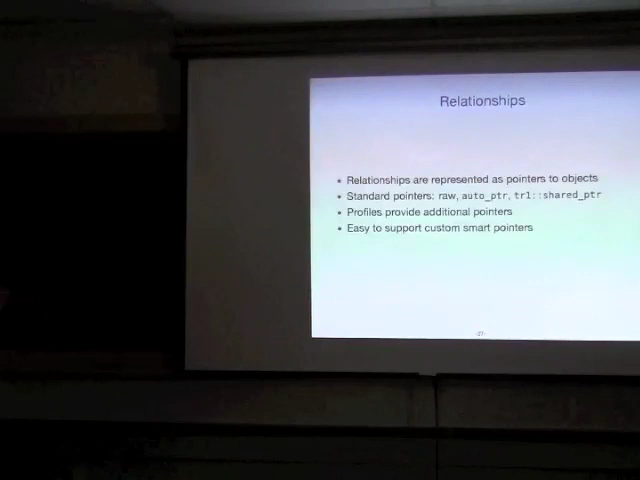 Relationships
• Relationships are represented as pointers to objects
• Standard pointers: raw, auto_ptr, tr1::shared_ptr
• Profiles provide additional pointers
• Easy to support custom smart pointers